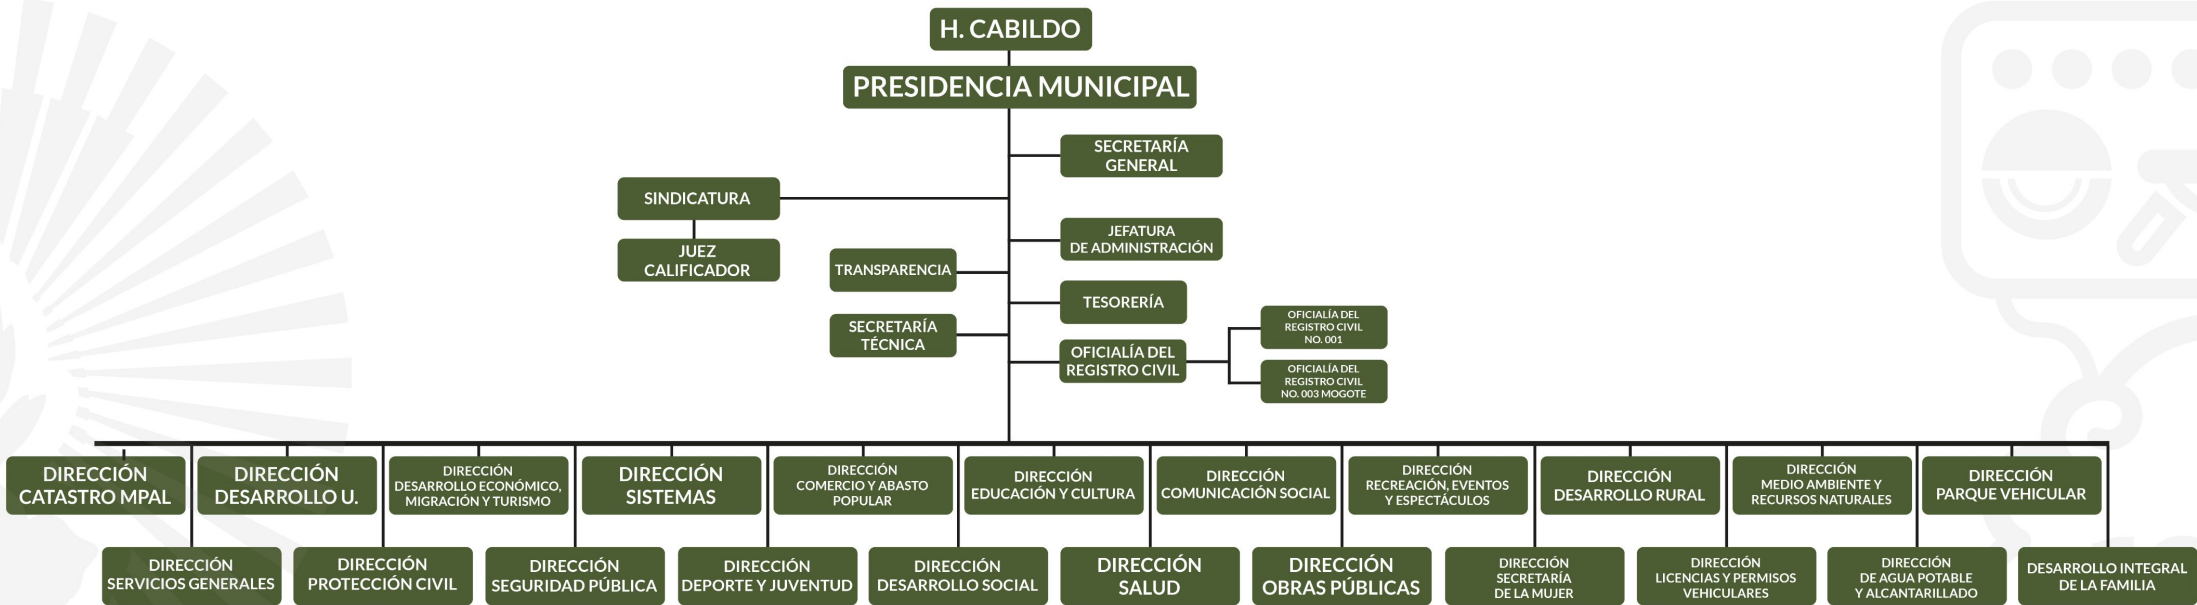 H. CABILDO
PRESIDENCIA MUNICIPAL
SECRETARÍA
GENERAL
SINDICATURA
JUEZ
CALIFICADOR
JEFATURA
DE ADMINISTRACIÓN
TRANSPARENCIA
TESORERÍA
SECRETARÍA
TÉCNICA
OFICIALÍA DEL
REGISTRO CIVIL
OFICIALÍA DEL
REGISTRO CIVIL
NO. 001
OFICIALÍA DEL
REGISTRO CIVIL
NO. 003 MOGOTE
DIRECCIÓN
CATASTRO MPAL
DIRECCIÓN
DESARROLLO U.
DIRECCIÓN
DESARROLLO ECONÓMICO,
MIGRACIÓN Y TURISMO
DIRECCIÓN
SISTEMAS
DIRECCIÓN
COMERCIO Y ABASTO
POPULAR
DIRECCIÓN
EDUCACIÓN Y CULTURA
DIRECCIÓN
COMUNICACIÓN SOCIAL
DIRECCIÓN
RECREACIÓN, EVENTOS
Y ESPECTÁCULOS
DIRECCIÓN
DESARROLLO RURAL
DIRECCIÓN
MEDIO AMBIENTE Y
RECURSOS NATURALES
DIRECCIÓN
PARQUE VEHICULAR
DIRECCIÓN
SERVICIOS GENERALES
DIRECCIÓN
PROTECCIÓN CIVIL
DIRECCIÓN
SEGURIDAD PÚBLICA
DIRECCIÓN
DEPORTE Y JUVENTUD
DIRECCIÓN
DESARROLLO SOCIAL
DIRECCIÓN
SALUD
DIRECCIÓN
OBRAS PÚBLICAS
DIRECCIÓN
SECRETARÍA
DE LA MUJER
DIRECCIÓN
LICENCIAS Y PERMISOS
VEHICULARES
DIRECCIÓN
DE AGUA POTABLE
Y ALCANTARILLADO
DESARROLLO INTEGRAL
DE LA FAMILIA